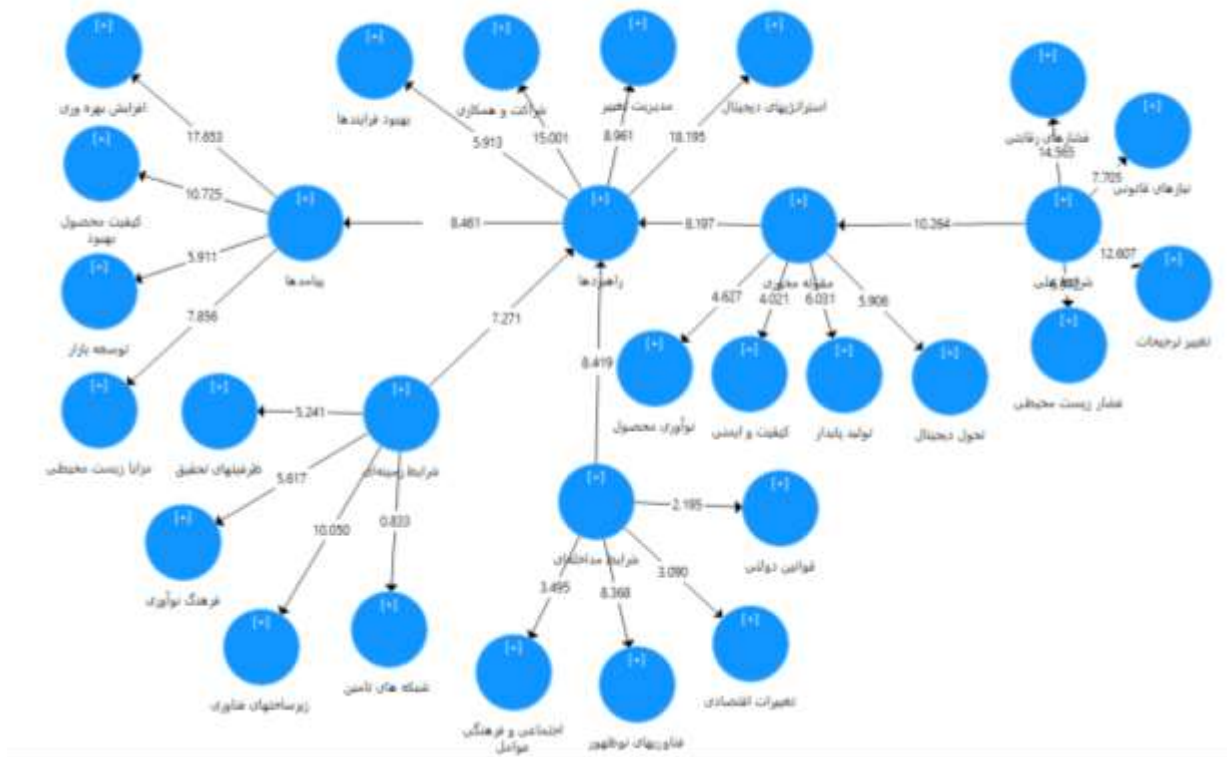 [+]
[+]
[+]
[+]
[+]
[+]
[+]
افزایش بهره وری
بهبود فرایندها
شراکت و همکاری
مدیریت تغییر
استراتژیهای دیجیتال
فشارهای رقابتی
17.653
5.913
15.001
8.961
18.195
14.565
[+]
[+]
نیازهای قانونی
7.705
کیفیت محصول
بهبود
10.725
[+]
[+]
[+]
[+]
8.461
8.197
10.264
پیامدها
راهبردها
مقوله محوری
شرایط علی
12.607
[+]
[+]
5.911
توسعه بازار
7.856
4.627
4.021
6.031
5.906
تغییر ترجیحات
[+]
[+]
[+]
[+]
[+]
نوآوری محصول
کیفیت و ایمنی
تولید پایدار
تحول دیجیتال
فشار زیست محیطی
7.271
8.419
[+]
[+]
[+]
5.241
مزایا زیست محیطی
ظرفیتهای تحقیق
شرایط زمینه‌ای
5.617
10.050
0.833
[+]
فرهنگ نوآوری
[+]
[+]
2.195
شرایط مداخله‌ای
قوانین دولتی
3.495
8.368
3.090
[+]
[+]
زیرساختهای فناوری
شبکه های تامین
[+]
[+]
[+]
اجتماعی و فرهنگی
عوامل
فناوریهای نوظهور
تغییرات اقتصادی